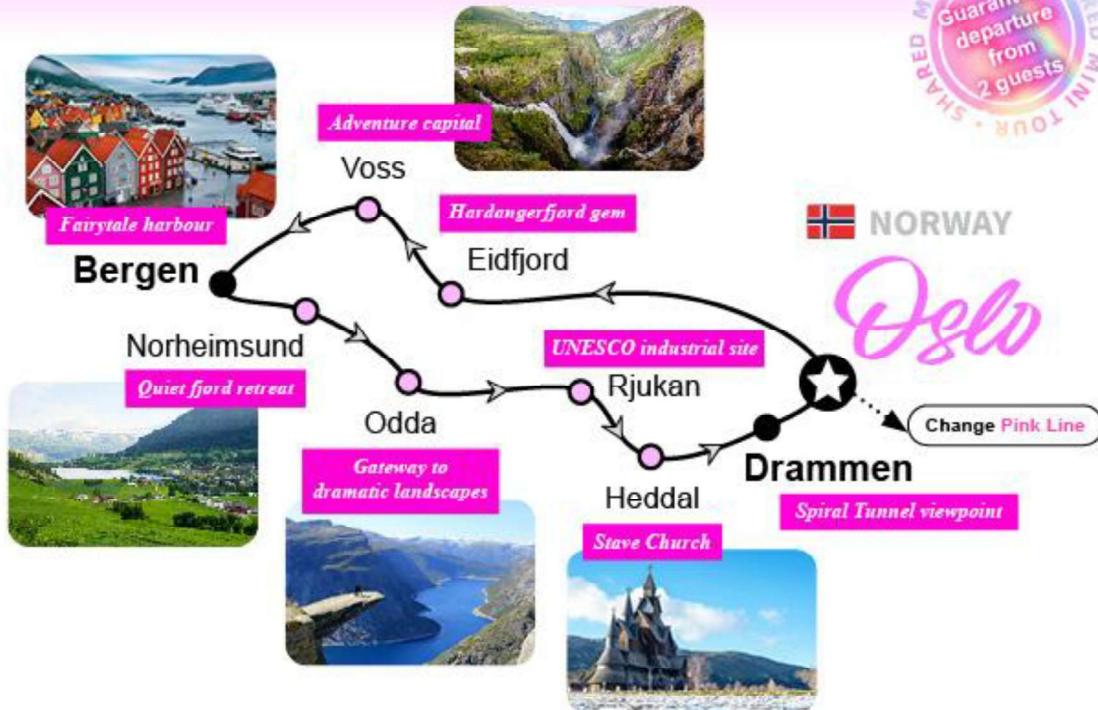 Guaran
departure
from
2 guests
SHARED M
RED MINI TOUR
Adventure capital
Voss
Fairytale harbour
Bergen
Hardangerfjord gem
Eidfjord
NORWAY
Oslo
Norheimsund
Quiet fjord retreat
UNESCO industrial site
Rjukan
Odda
Gateway to
dramatic landscapes
Change Pink Line
Drammen
Spiral Tunnel viewpoint
Heddal
Stave Church